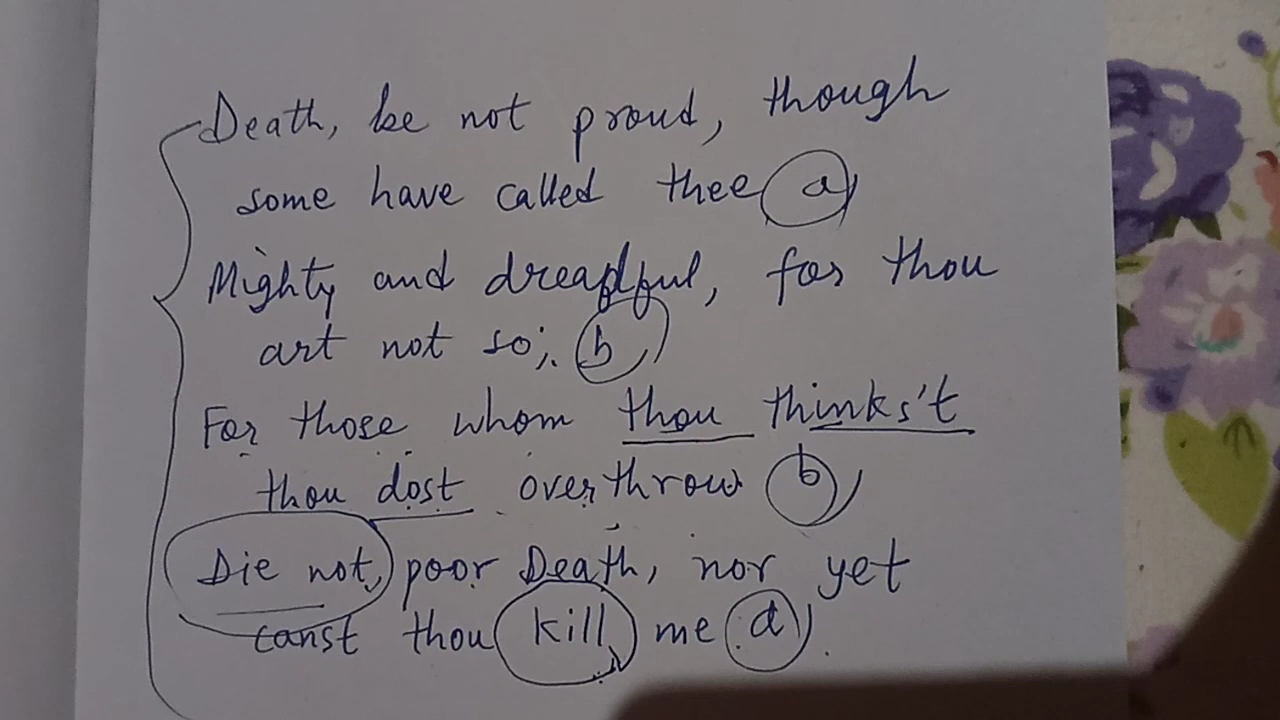 Death, be not proud, though
some have called thee a
Mighty and dreadful, for thou
art not so; b
For those whom thou thinks't
thou dost overthrow b
Die not, poor Death, nor yet
canst thou kill me a